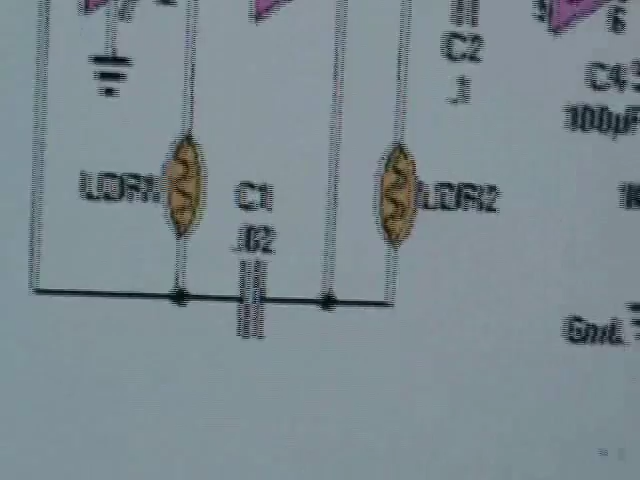 C2
.1
C4
100µF
LDR1
C1
.02
LDR2
Gnd.